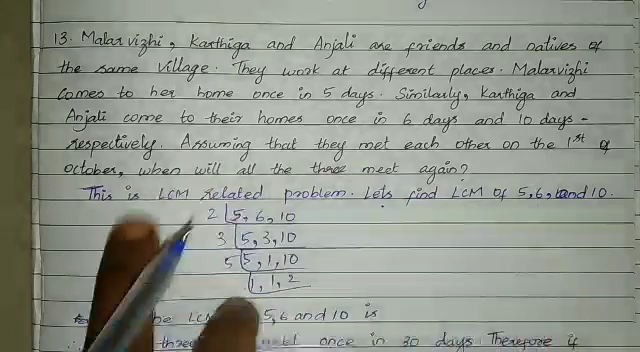 13. Malarvizhi, Karthiga and Anjali are friends and natives of
the same village. They work at different places. Malarvizhi
comes to her home once in 5 days. Similarly, Karthiga and
Anjali come to their homes once in 6 days and 10 days -
respectively. Assuming that they met each other on the 1st of
October, when will all the three meet again?
This is LCM related problem. Lets find LCM of 5,6, and 10.
2 | 5, 6, 10
3 | 5, 3, 10
5 | 5, 1, 10
1, 1, 2
the LCM 5, 6 and 10 is
∴ three once in 30 days. Therefore if